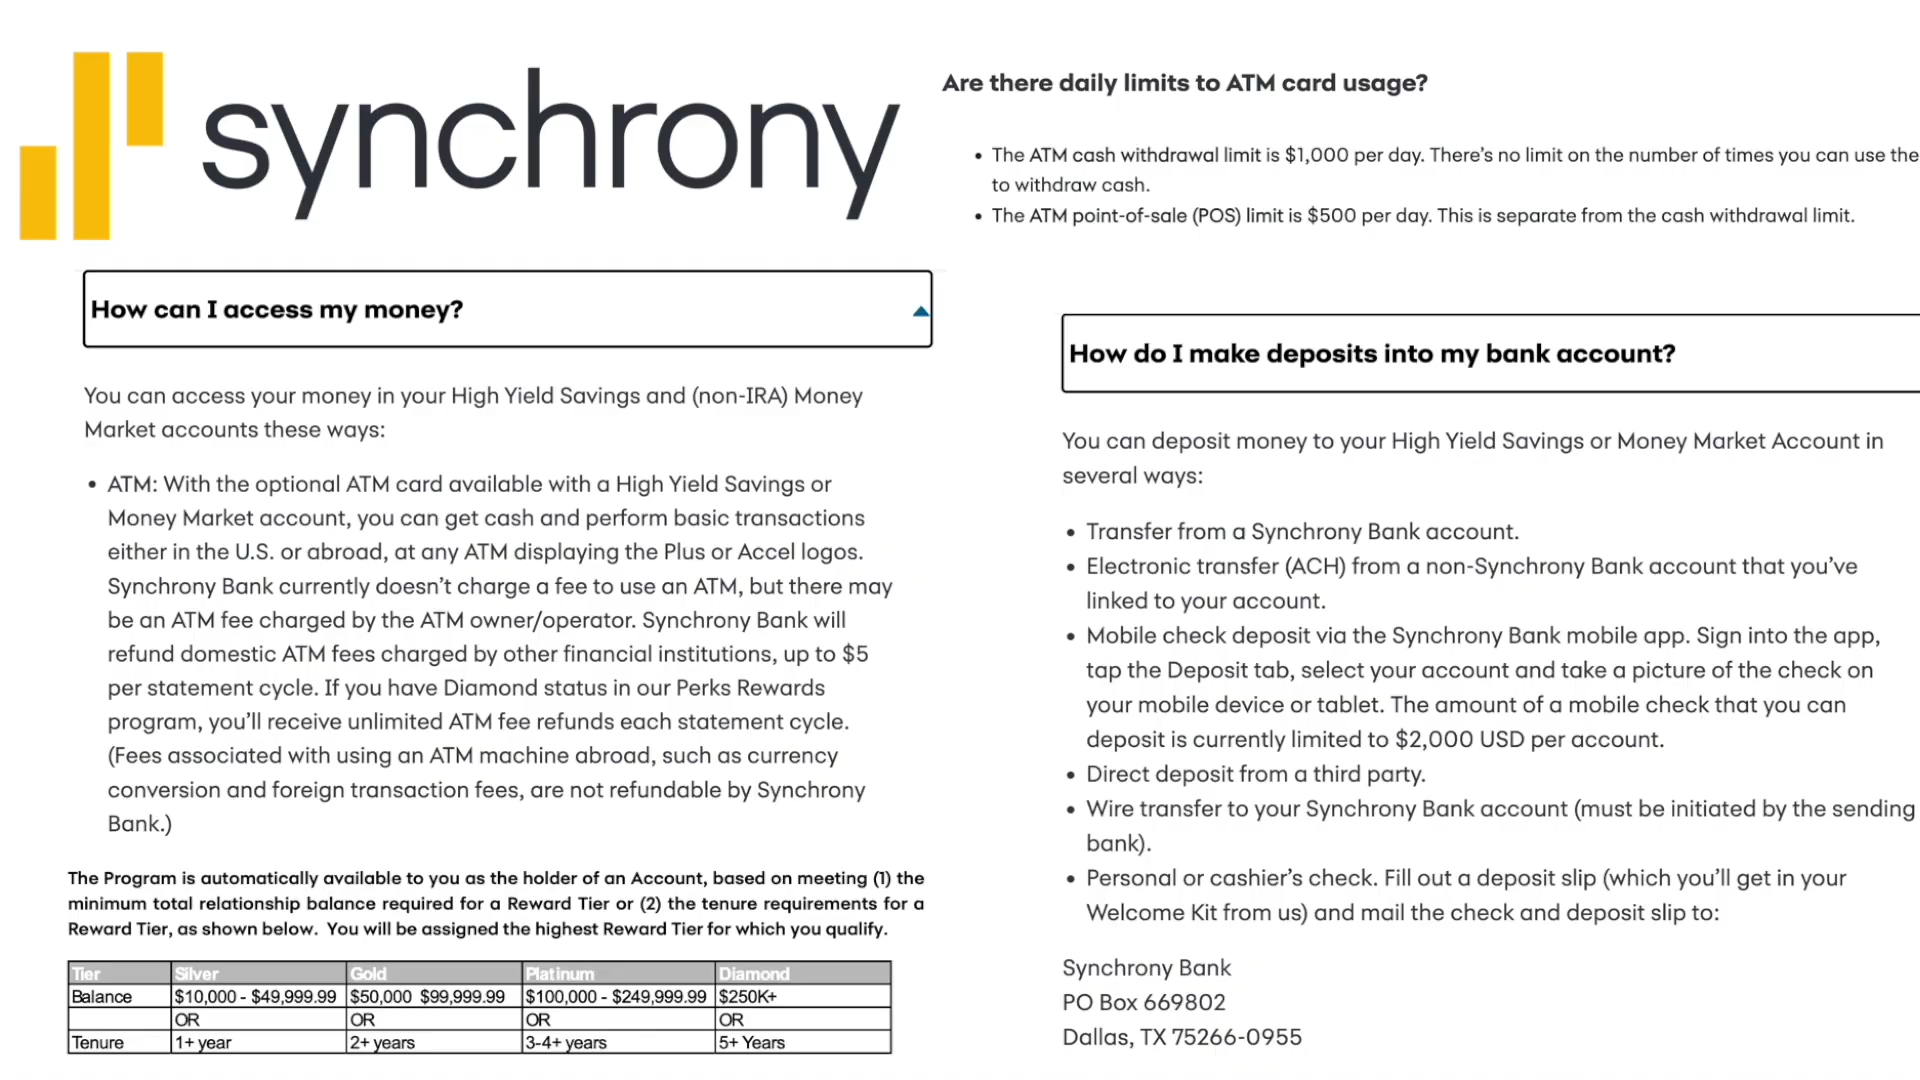 synchrony
How can I access my money?
You can access your money in your High Yield Savings and (non-IRA) Money
Market accounts these ways:
• ATM: With the optional ATM card available with a High Yield Savings or
Money Market account, you can get cash and perform basic transactions
either in the U.S. or abroad, at any ATM displaying the Plus or Accel logos.
Synchrony Bank currently doesn’t charge a fee to use an ATM, but there may
be an ATM fee charged by the ATM owner/operator. Synchrony Bank will
refund domestic ATM fees charged by other financial institutions, up to $5
per statement cycle. If you have Diamond status in our Perks Rewards
program, you’ll receive unlimited ATM fee refunds each statement cycle.
(Fees associated with using an ATM machine abroad, such as currency
conversion and foreign transaction fees, are not refundable by Synchrony
Bank.)
The Program is automatically available to you as the holder of an Account, based on meeting (1) the
minimum total relationship balance required for a Reward Tier or (2) the tenure requirements for a
Reward Tier, as shown below. You will be assigned the highest Reward Tier for which you qualify.
Tier Silver Gold Platinum Diamond
Balance $10,000 - $49,999.99 $50,000 $99,999.99 $100,000 - $249,999.99 $250K+
OR OR OR OR
Tenure 1+ year 2+ years 3-4+ years 5+ Years
Are there daily limits to ATM card usage?
• The ATM cash withdrawal limit is $1,000 per day. There’s no limit on the number of times you can use the
to withdraw cash.
• The ATM point-of-sale (POS) limit is $500 per day. This is separate from the cash withdrawal limit.
How do I make deposits into my bank account?
You can deposit money to your High Yield Savings or Money Market Account in
several ways:
• Transfer from a Synchrony Bank account.
• Electronic transfer (ACH) from a non-Synchrony Bank account that you’ve
linked to your account.
• Mobile check deposit via the Synchrony Bank mobile app. Sign into the app,
tap the Deposit tab, select your account and take a picture of the check on
your mobile device or tablet. The amount of a mobile check that you can
deposit is currently limited to $2,000 USD per account.
• Direct deposit from a third party.
• Wire transfer to your Synchrony Bank account (must be initiated by the sending
bank).
• Personal or cashier’s check. Fill out a deposit slip (which you’ll get in your
Welcome Kit from us) and mail the check and deposit slip to:
Synchrony Bank
PO Box 669802
Dallas, TX 75266-0955